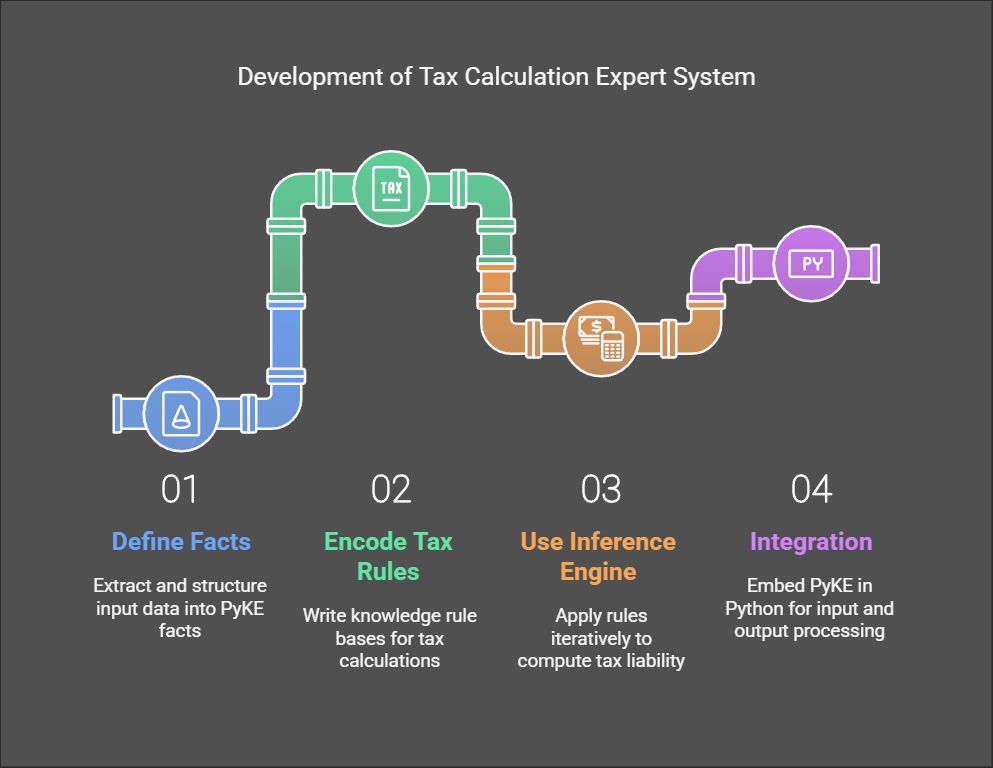 Development of Tax Calculation Expert System
TAX
PY
$
01
Define Facts
Extract and structure
input data into PyKE
facts
02
Encode Tax
Rules
Write knowledge rule
bases for tax
calculations
03
Use Inference
Engine
Apply rules
iteratively to
compute tax liability
04
Integration
Embed PyKE in
Python for input and
output processing